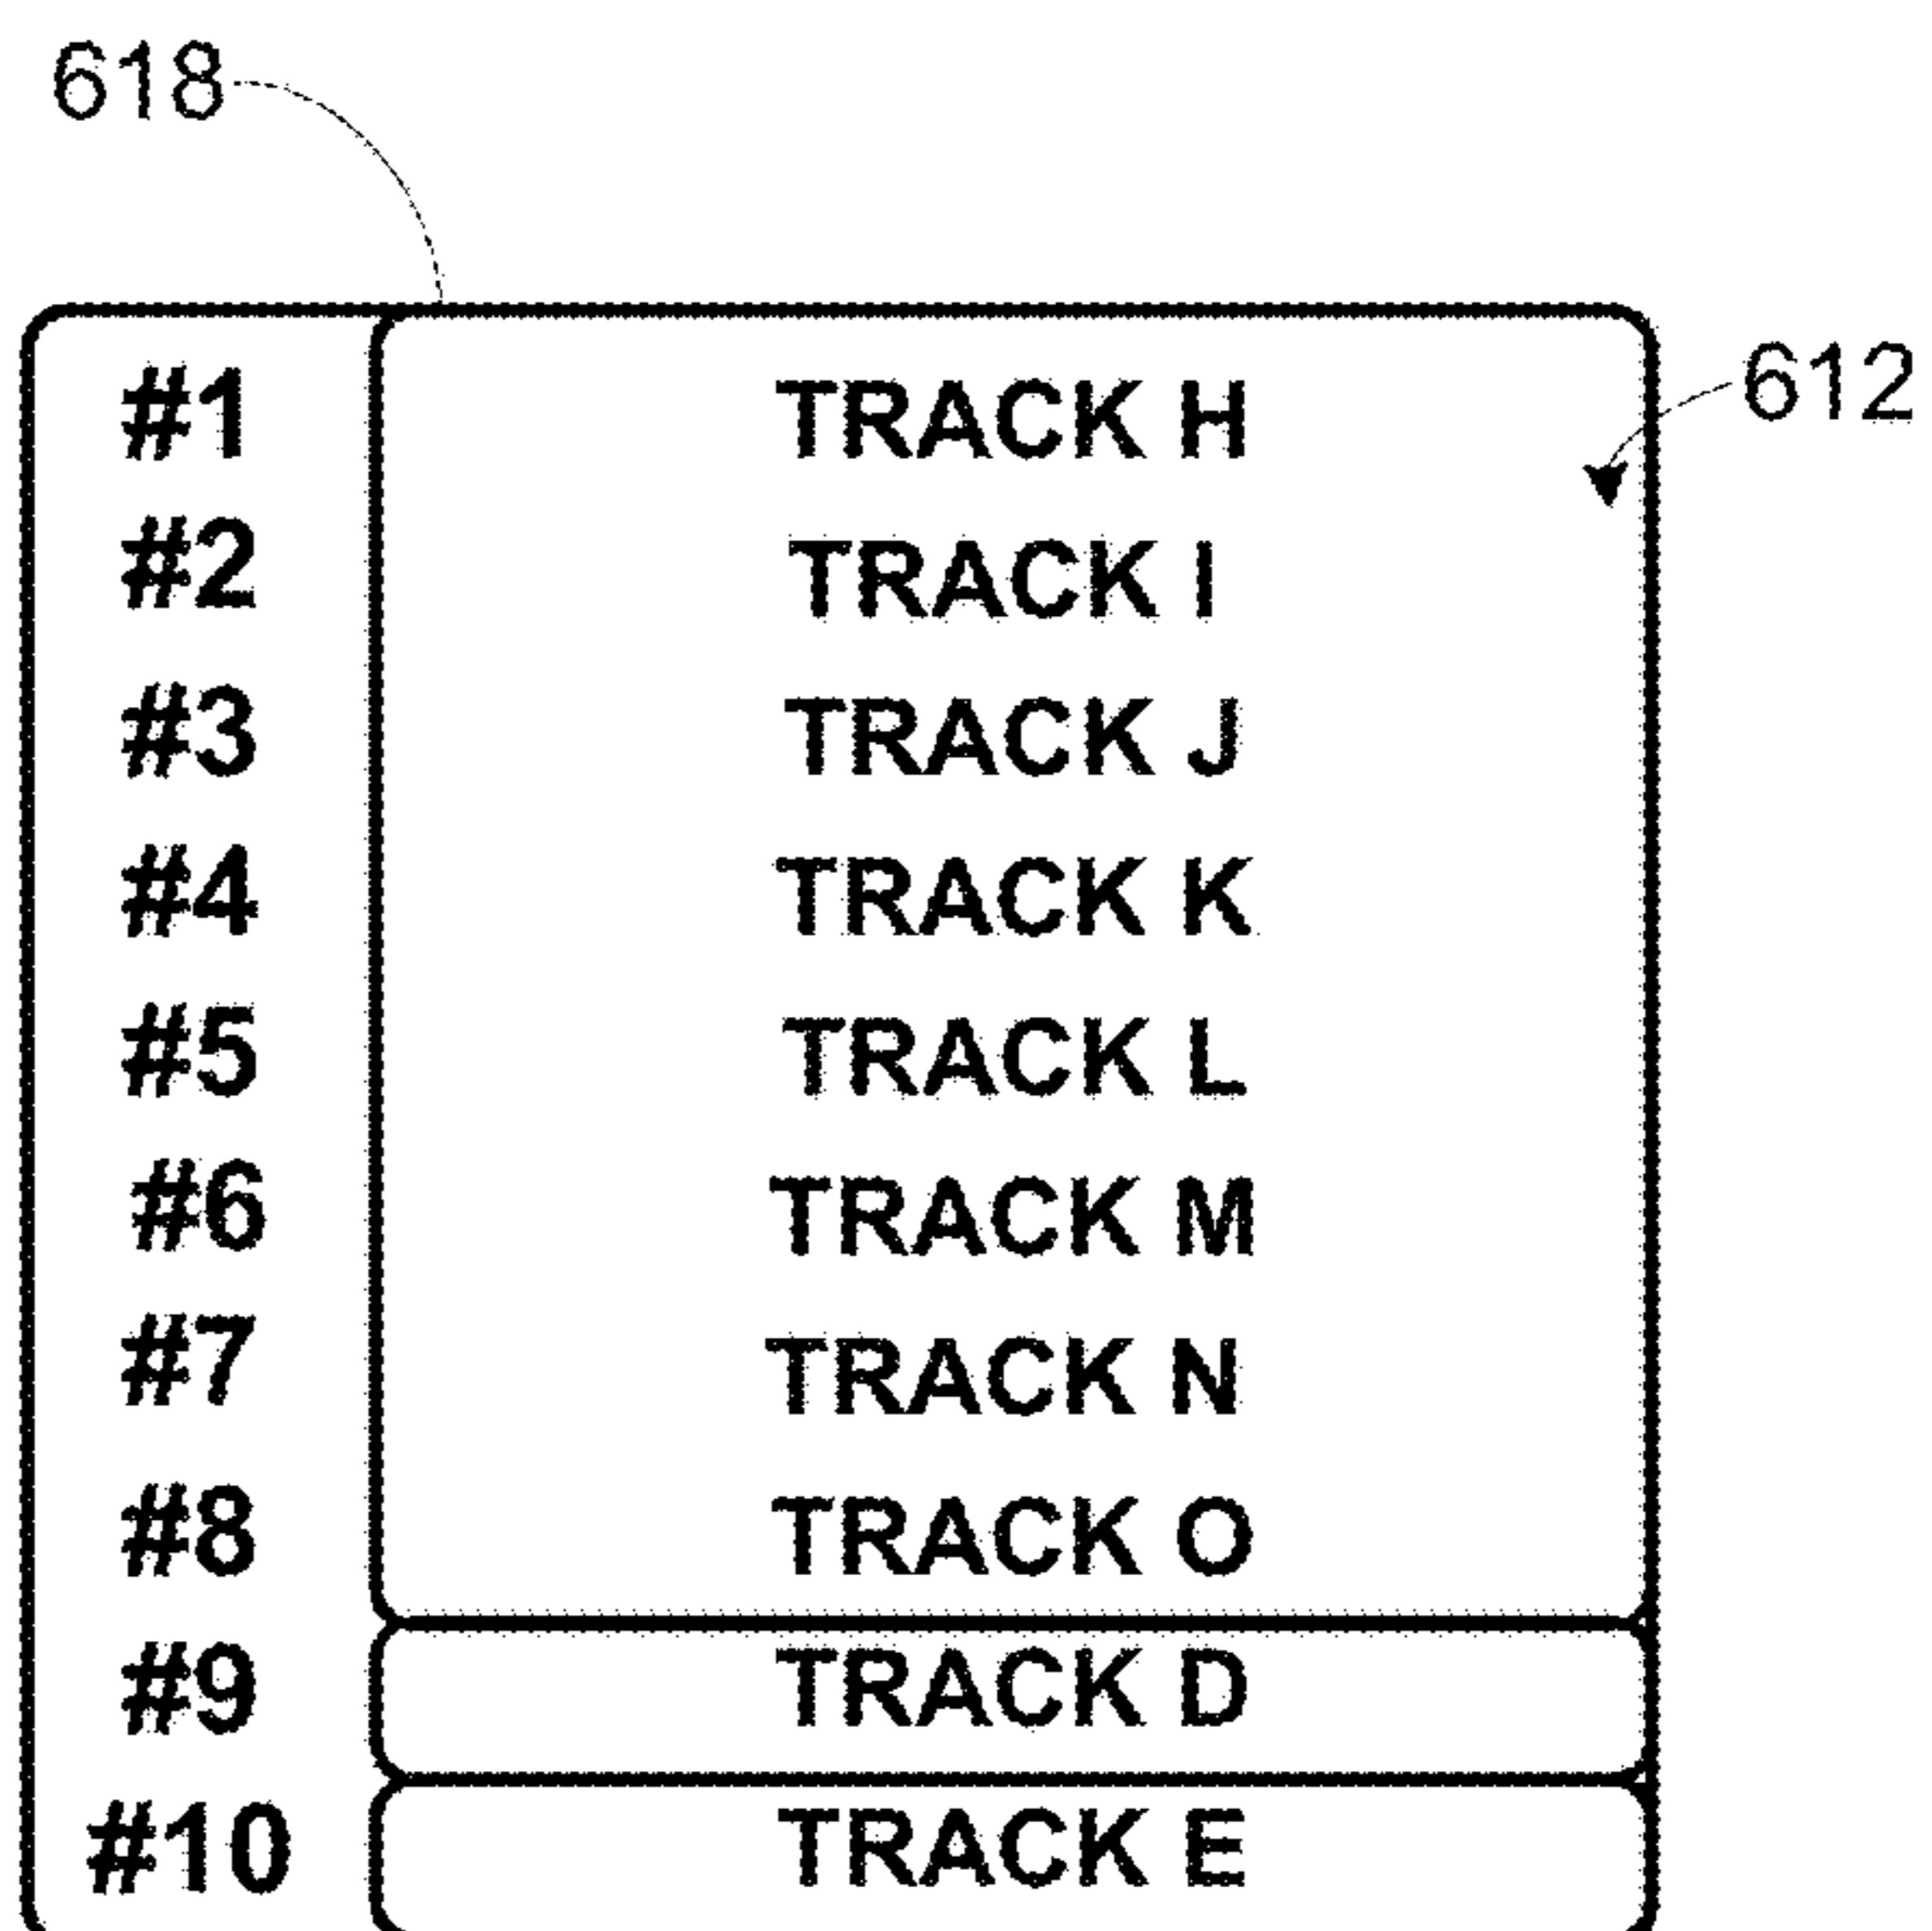 618
612
#1 TRACK H
#2 TRACK I
#3 TRACK J
#4 TRACK K
#5 TRACK L
#6 TRACK M
#7 TRACK N
#8 TRACK O
#9 TRACK D
#10 TRACK E